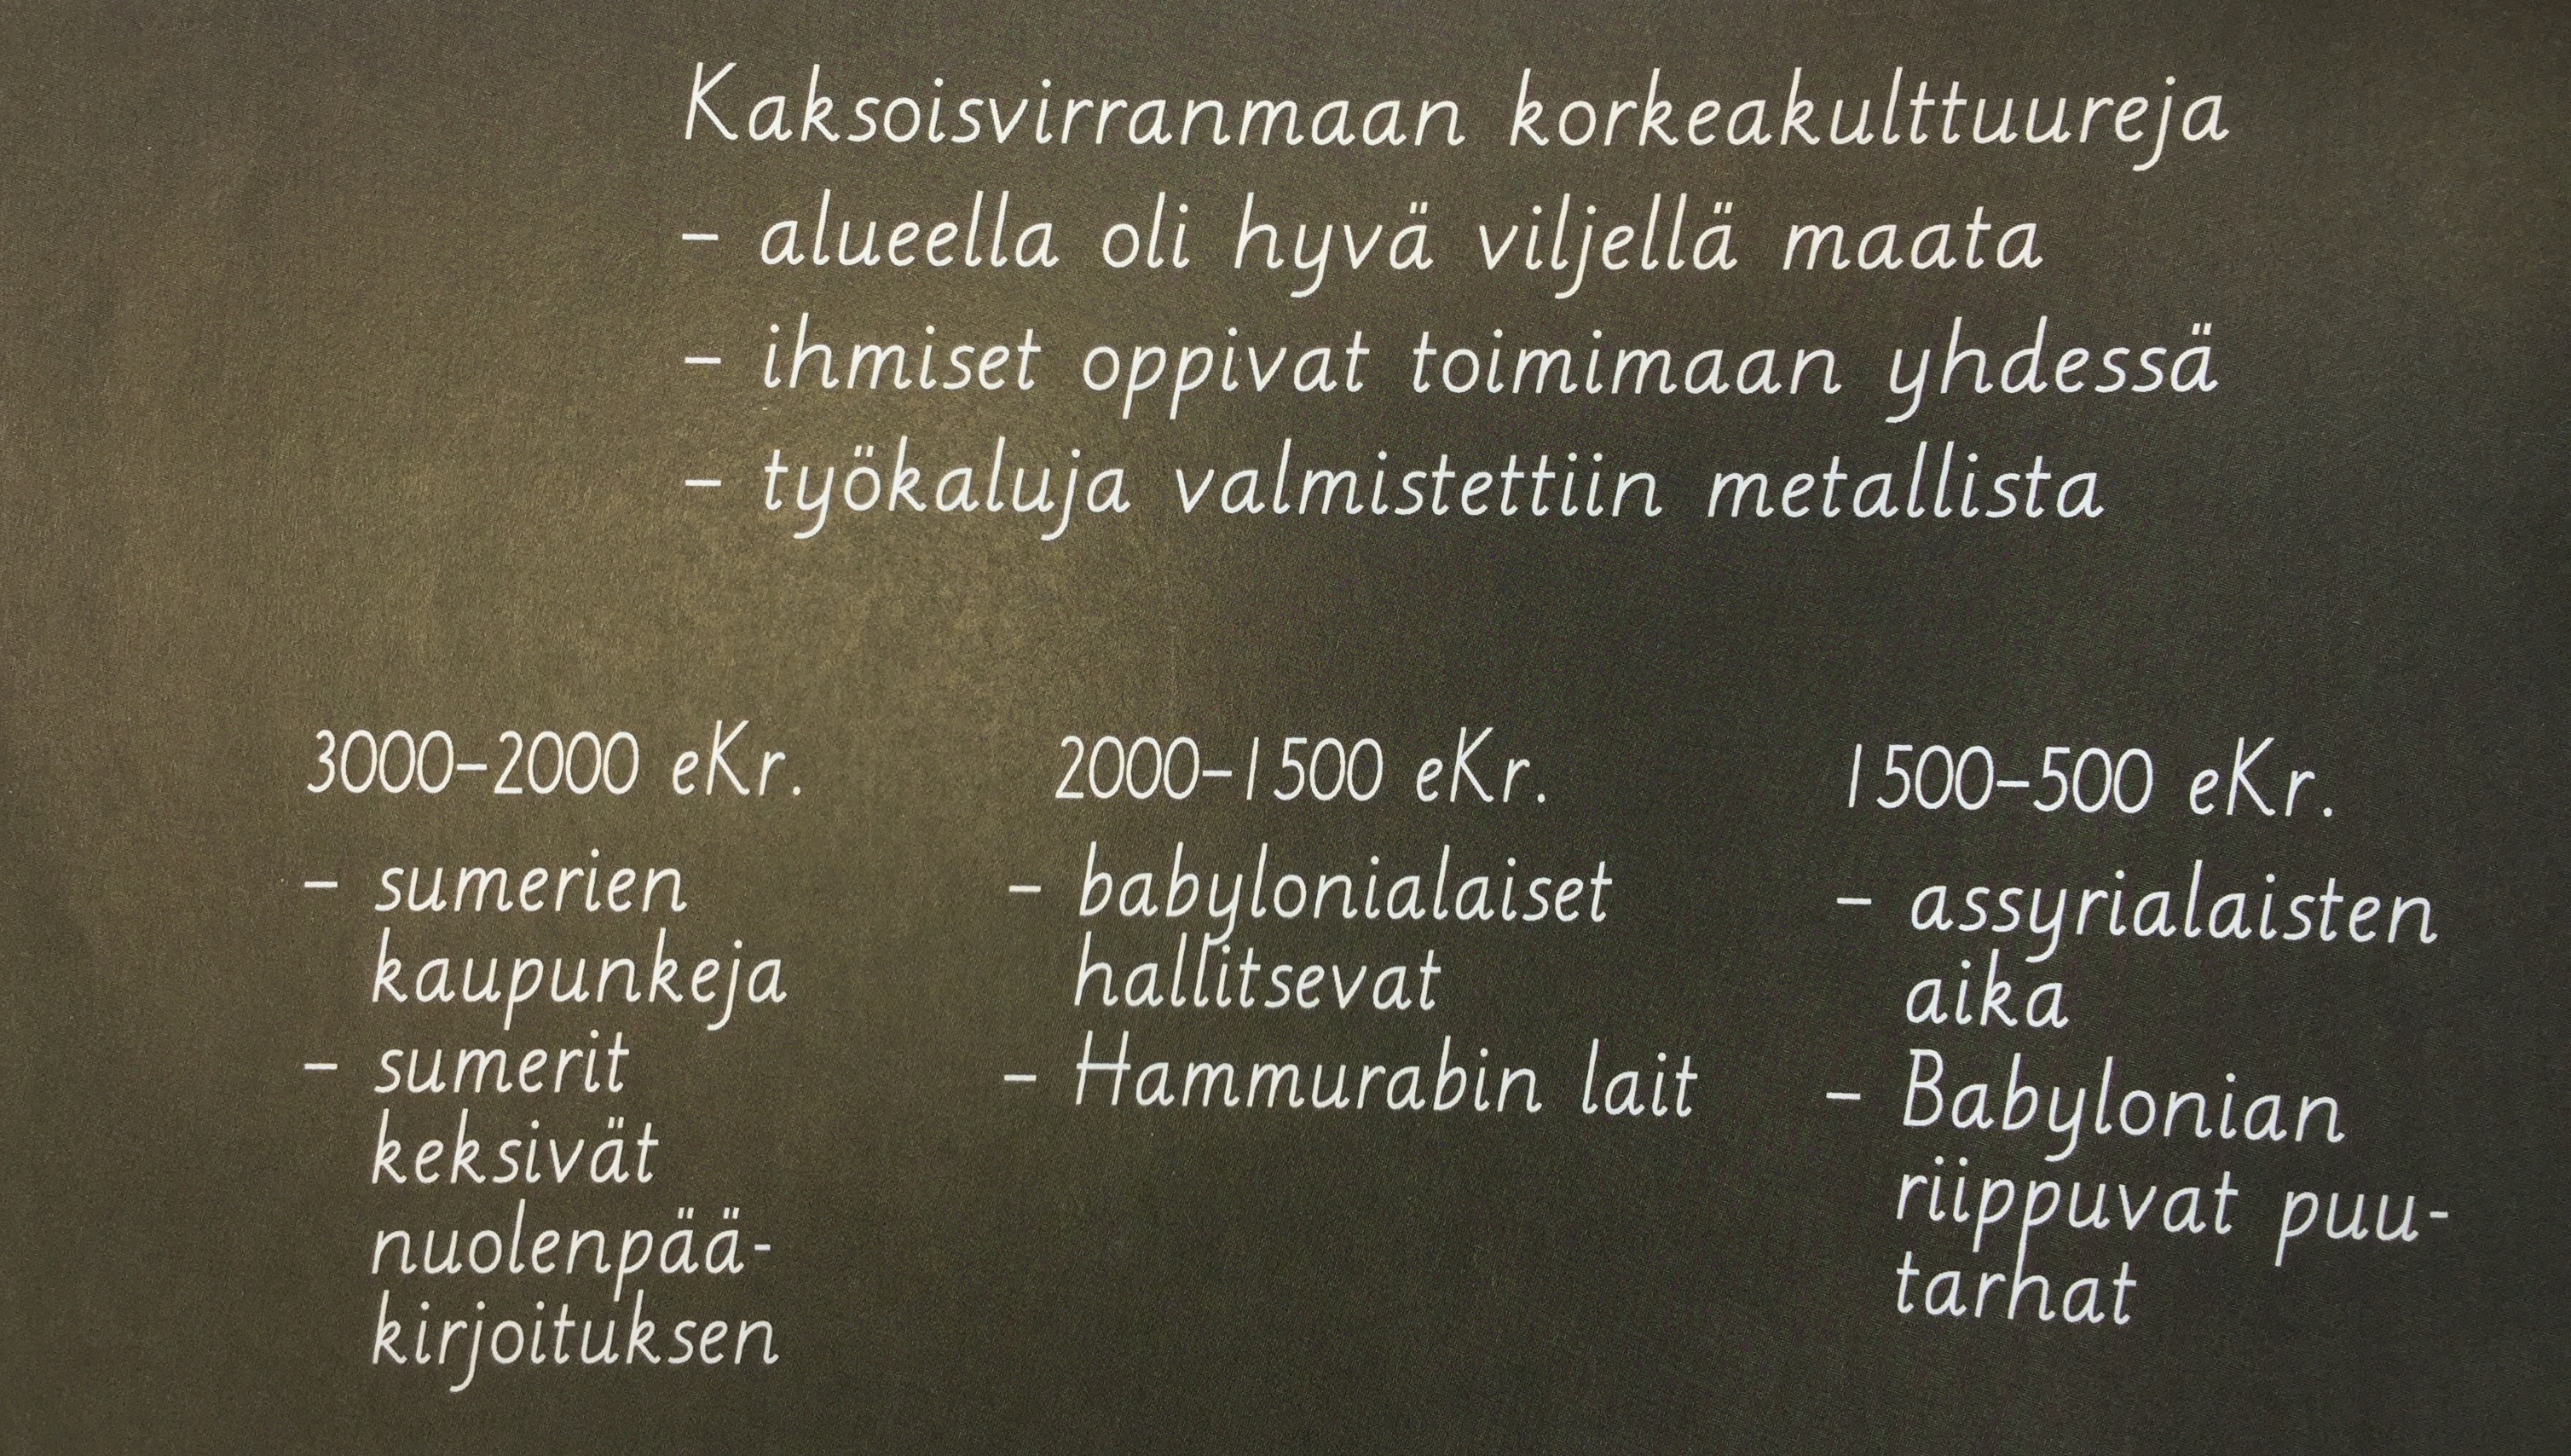 Kaksoisvirranmaan korkeakulttuureja
– alueella oli hyvä viljellä maata
– ihmiset oppivat toimimaan yhdessä
– työkaluja valmistettiin metallista
3000–2000 eKr.
– sumerien
kaupunkeja
– sumerit
keksivät
nuolenpää-
kirjoituksen
2000–1500 eKr.
– babylonialaiset
hallitsevat
– Hammurabin lait
1500–500 eKr.
– assyrialaisten
aika
– Babylonian
riippuvat puu-
tarhat